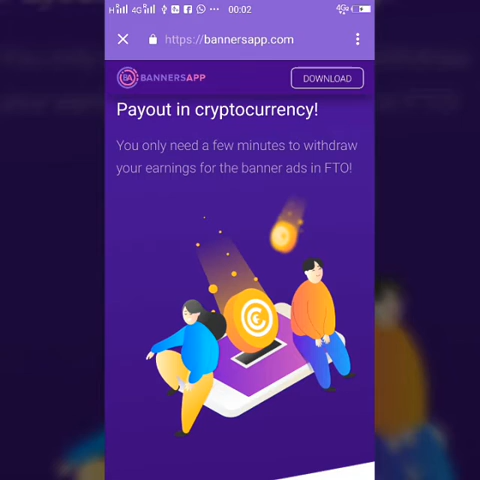 00:02
https://bannersapp.com
BA BANNERSAPP
DOWNLOAD
Payout in cryptocurrency!
You only need a few minutes to withdraw
your earnings for the banner ads in FTO!